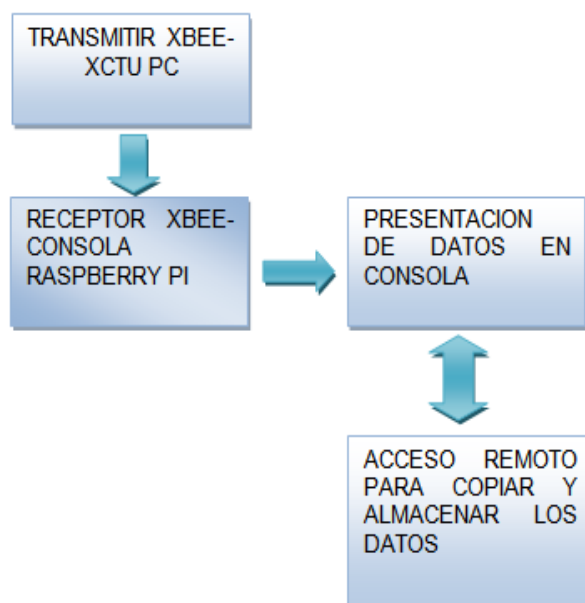 TRANSMITIR XBEE-
XCTU PC
RECEPTOR XBEE-
CONSOLA
RASPBERRY PI
PRESENTACION
DE DATOS EN
CONSOLA
ACCESO REMOTO
PARA COPIAR Y
ALMACENAR LOS
DATOS